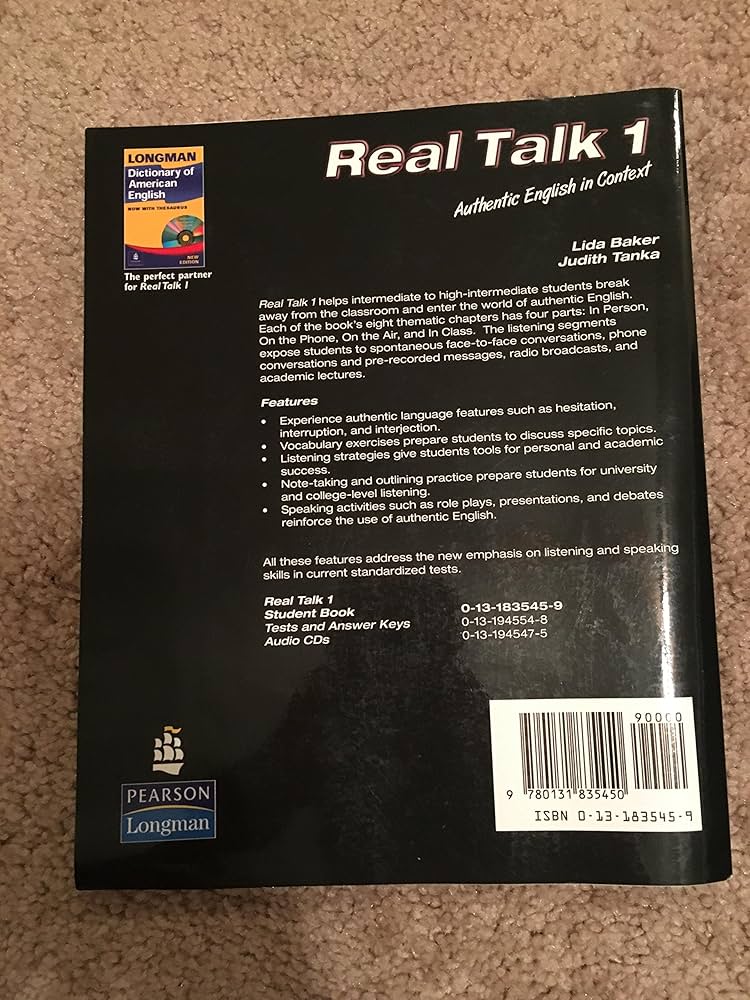 Real Talk 1
Authentic English in Context
Lida Baker
Judith Tanka
LONGMAN
Dictionary of
American
English
NOW WITH THESAURUS
NEW
EDITION
The perfect partner
for Real Talk 1
Real Talk 1 helps intermediate to high-intermediate students break
away from the classroom and enter the world of authentic English.
Each of the book's eight thematic chapters has four parts: In Person,
On the Phone, On the Air, and In Class. The listening segments
expose students to spontaneous face-to-face conversations, phone
conversations and pre-recorded messages, radio broadcasts, and
academic lectures.
Features
• Experience authentic language features such as hesitation,
interruption, and interjection.
• Vocabulary exercises prepare students to discuss specific topics.
• Listening strategies give students tools for personal and academic
success.
• Note-taking and outlining practice prepare students for university
and college-level listening.
• Speaking activities such as role plays, presentations, and debates
reinforce the use of authentic English.
All these features address the new emphasis on listening and speaking
skills in current standardized tests.
Real Talk 1
Student Book 0-13-183545-9
Tests and Answer Keys 0-13-194554-8
Audio CDs 0-13-194547-5
PEARSON
Longman
90000
9 780131 835450
ISBN 0-13-183545-9